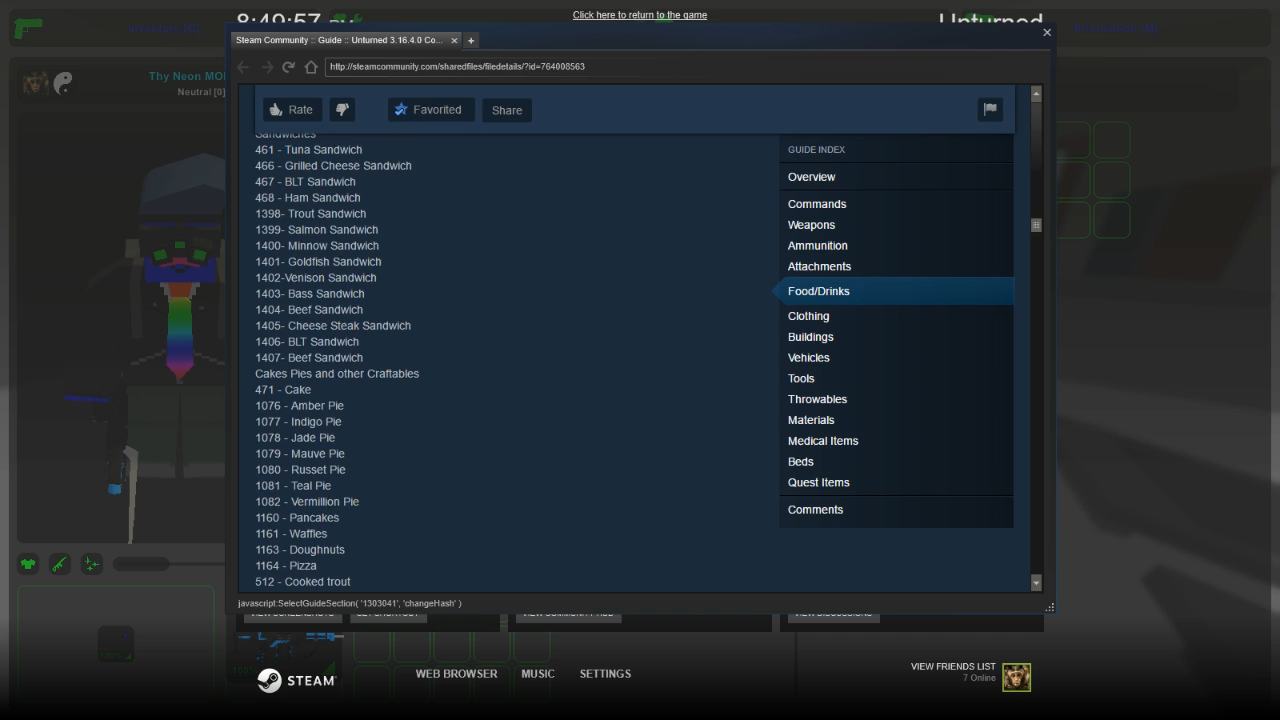 Click here to return to the game
8:49:57
Unturned
Steam Community :: Guide :: Unturned 3.16.4.0 Co...
http://steamcommunity.com/sharedfiles/filedetails/?id=764008563
Thy Neon MO
Neutral [0]
Rate
Favorited
Share
Sandwiches
461 - Tuna Sandwich
466 - Grilled Cheese Sandwich
467 - BLT Sandwich
468 - Ham Sandwich
1398- Trout Sandwich
1399- Salmon Sandwich
1400- Minnow Sandwich
1401- Goldfish Sandwich
1402-Venison Sandwich
1403- Bass Sandwich
1404- Beef Sandwich
1405- Cheese Steak Sandwich
1406- BLT Sandwich
1407- Beef Sandwich
Cakes Pies and other Craftables
471 - Cake
1076 - Amber Pie
1077 - Indigo Pie
1078 - Jade Pie
1079 - Mauve Pie
1080 - Russet Pie
1081 - Teal Pie
1082 - Vermillion Pie
1160 - Pancakes
1161 - Waffles
1163 - Doughnuts
1164 - Pizza
512 - Cooked trout
GUIDE INDEX
Overview
Commands
Weapons
Ammunition
Attachments
Food/Drinks
Clothing
Buildings
Vehicles
Tools
Throwables
Materials
Medical Items
Beds
Quest Items
Comments
javascript:SelectGuideSection( '1303041', 'changeHash' )
STEAM
WEB BROWSER
MUSIC
SETTINGS
VIEW FRIENDS LIST
7 Online